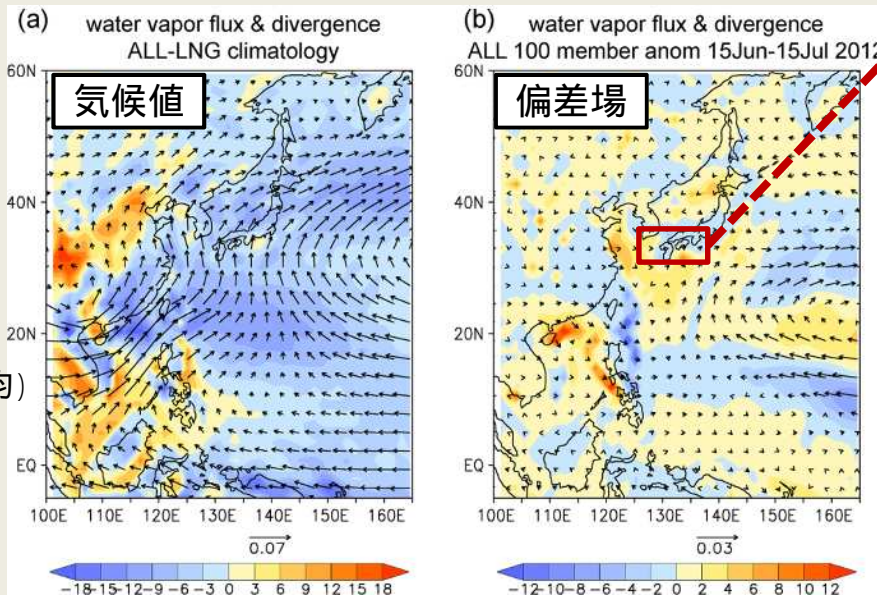 (a) water vapor flux & divergence
ALL-LNG climatology
60N
気候値
40N
20N
匀)
EQ
100E 110E 120E 130E 140E 150E 160E
0.07
-18-15-12-9 -6 -3 0 3 6 9 12 15 18
(b) water vapor flux & divergence
ALL 100 member anom 15Jun-15Jul 2012
60N
偏差場
40N
20N
EQ
100E 110E 120E 130E 140E 150E 160E
0.03
-12-10-8 -6 -4 -2 0 2 4 6 8 10 12